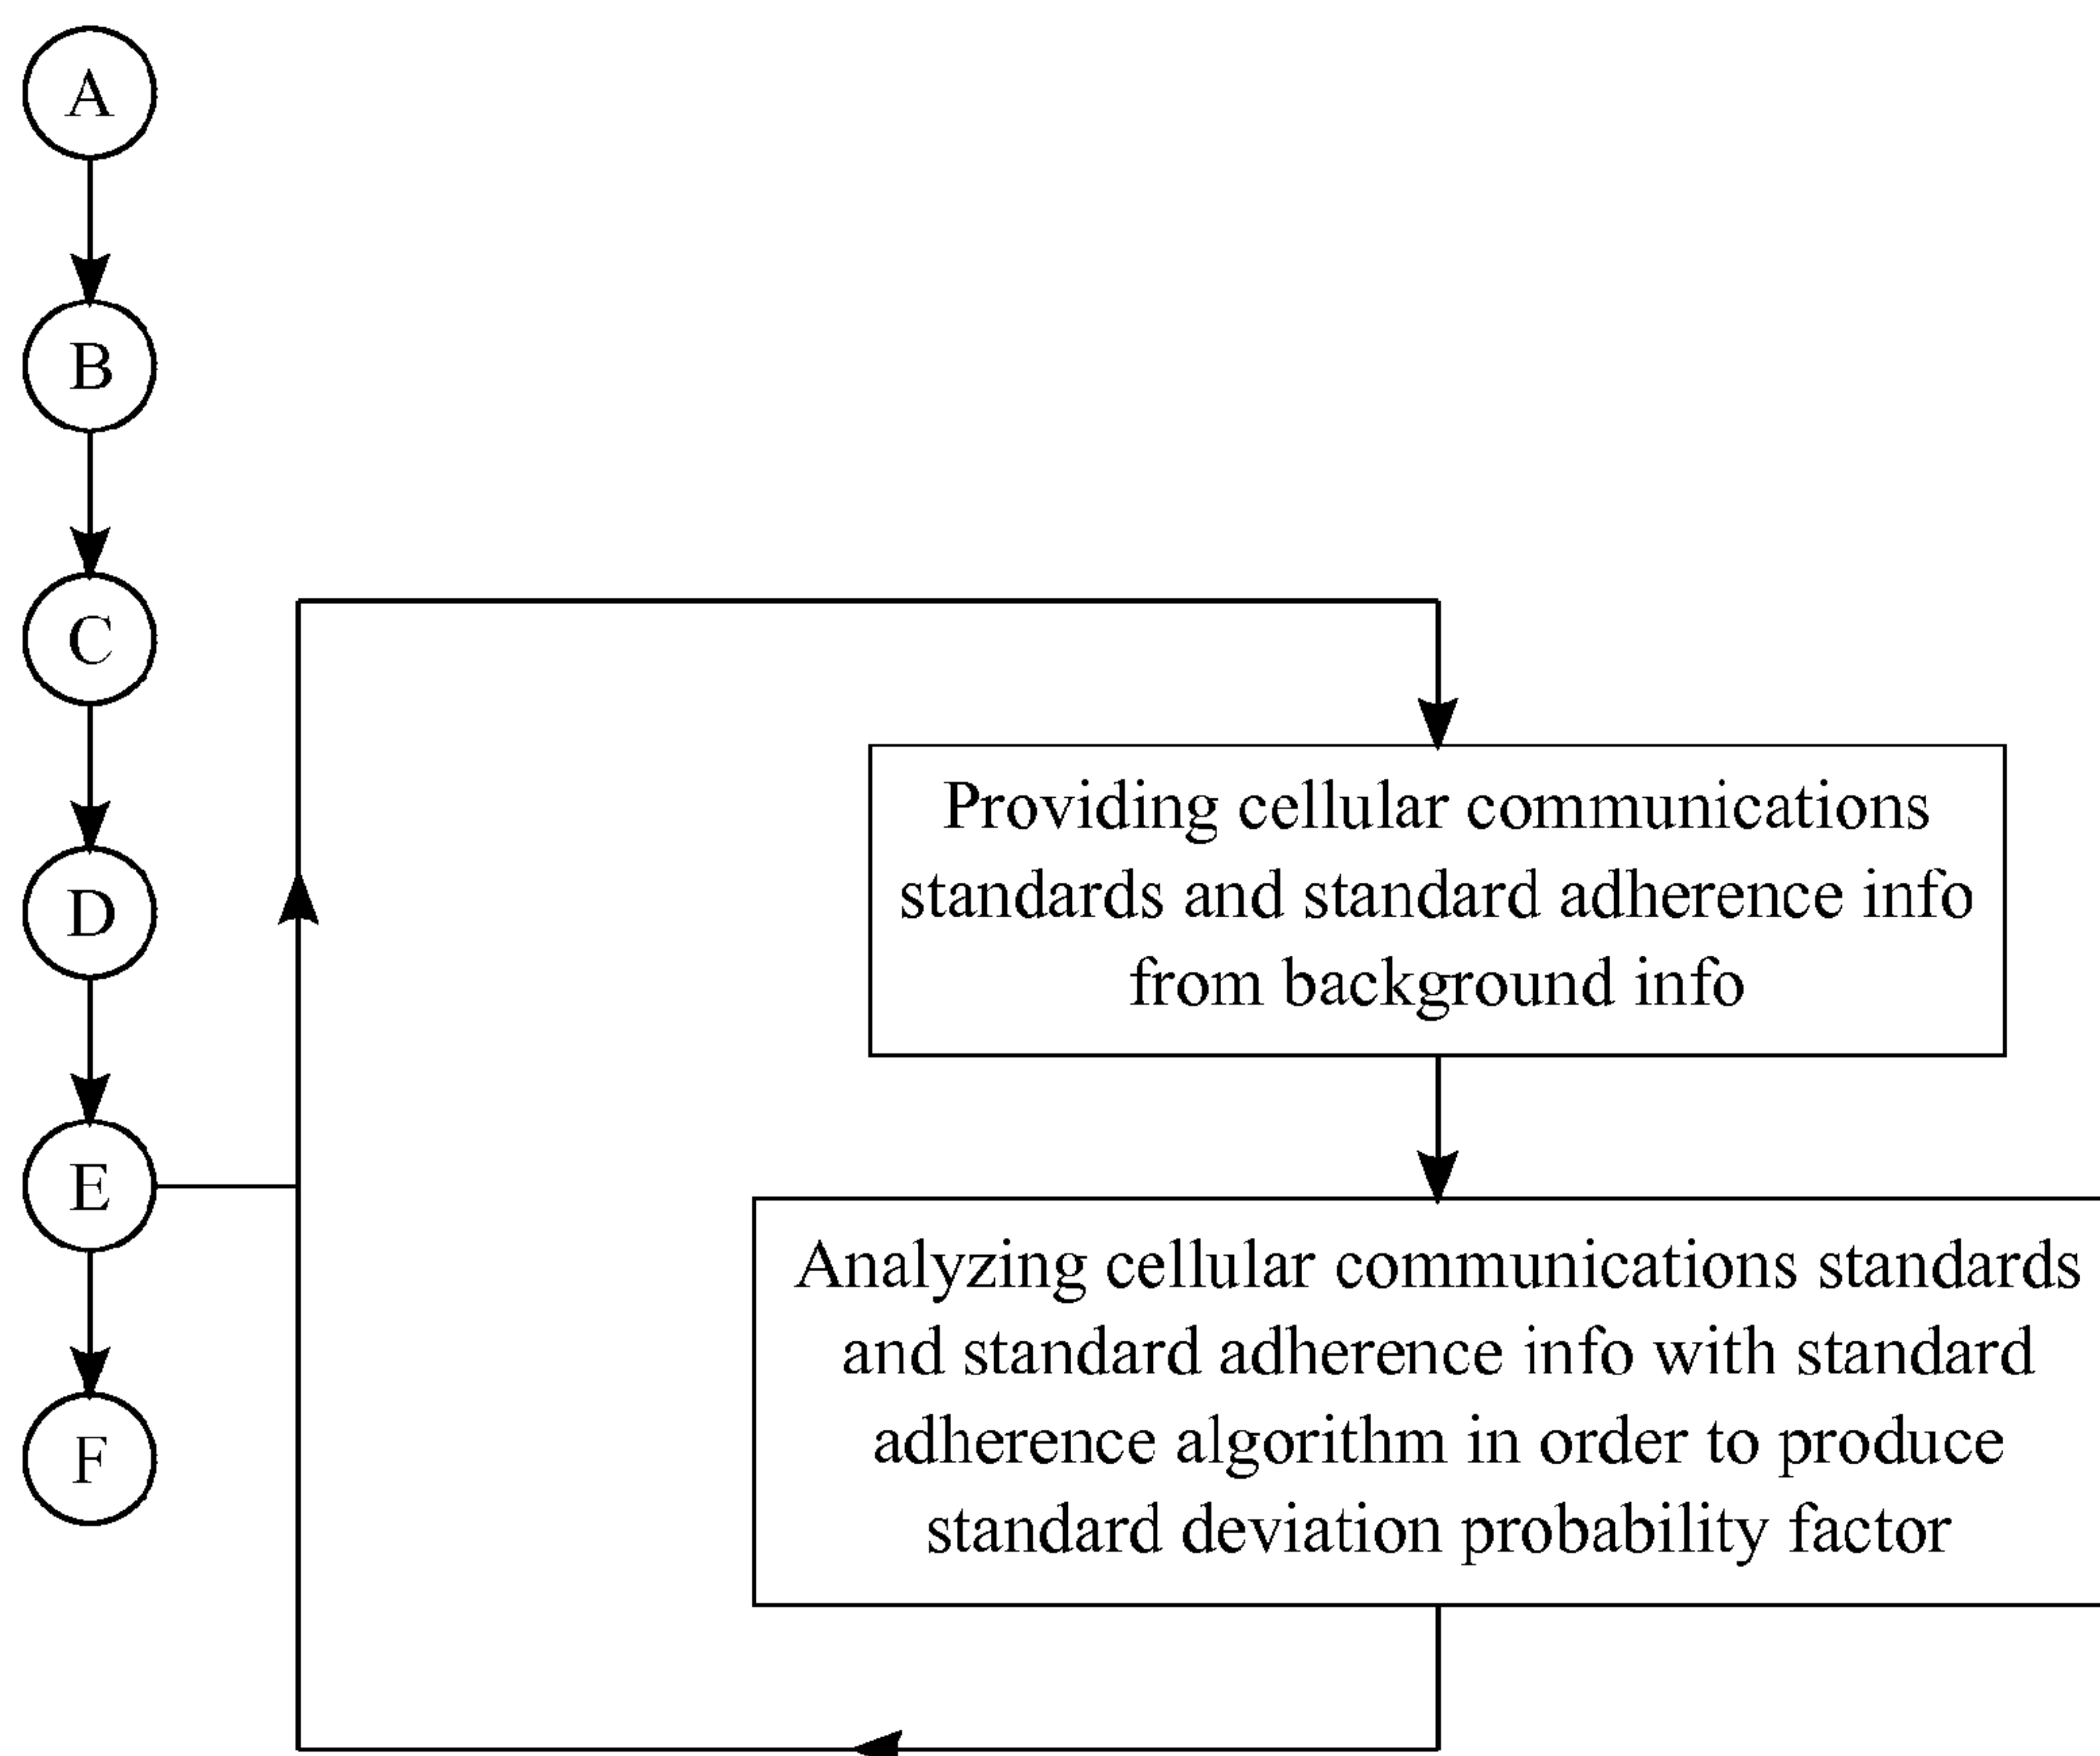 A
B
C
D
E
F
Providing cellular communications
standards and standard adherence info
from background info
Analyzing cellular communications standards
and standard adherence info with standard
adherence algorithm in order to produce
standard deviation probability factor